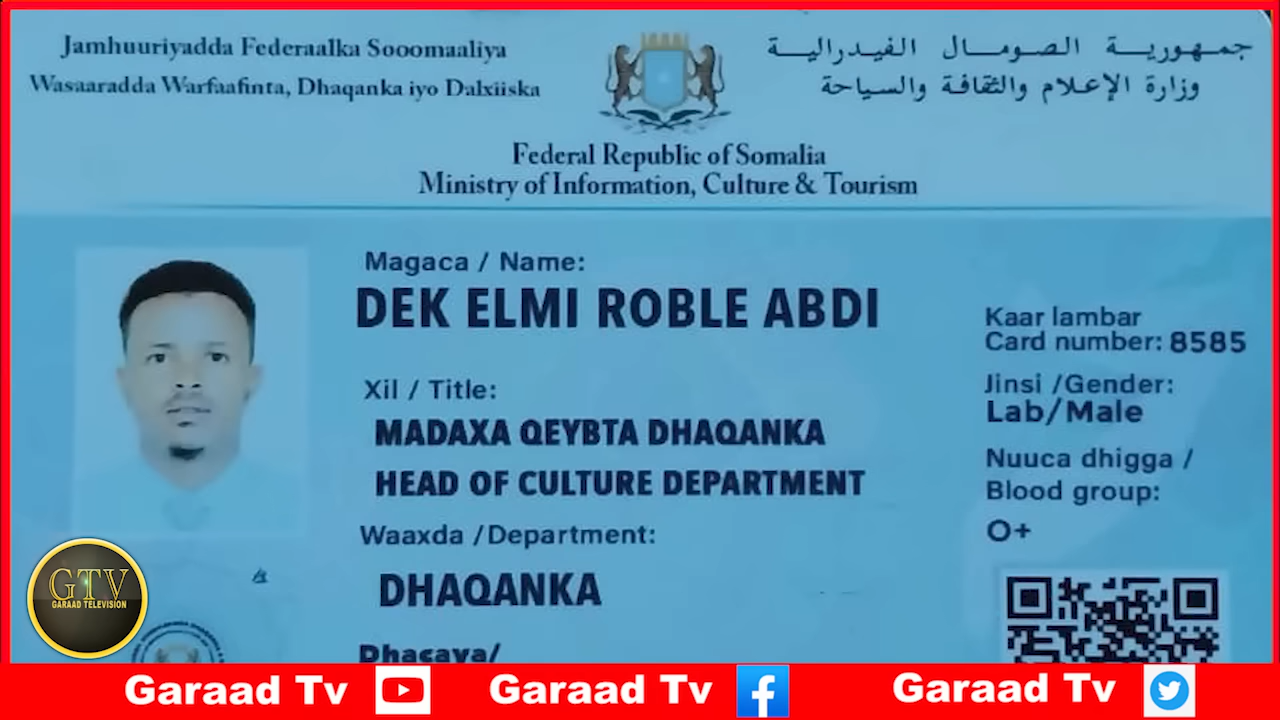 Jamhuuriyadda Federaalka Sooomaaliya
Wasaaradda Warfaafinta, Dhaqanka iyo Dalxiiska
جمهورية الصومال الفيدرالية
وزارة الإعلام والثقافة والسياحة
Federal Republic of Somalia
Ministry of Information, Culture & Tourism
Magaca / Name:
DEK ELMI ROBLE ABDI
Xil / Title:
MADAXA QEYBTA DHAQANKA
HEAD OF CULTURE DEPARTMENT
Waaxda /Department:
DHAQANKA
Dhacaya/
Kaar lambar
Card number: 8585
Jinsi /Gender:
Lab/Male
Nuuca dhigga /
Blood group:
O+
GTV
GARAAD TELEVISION
Garaad Tv
Garaad Tv
Garaad Tv